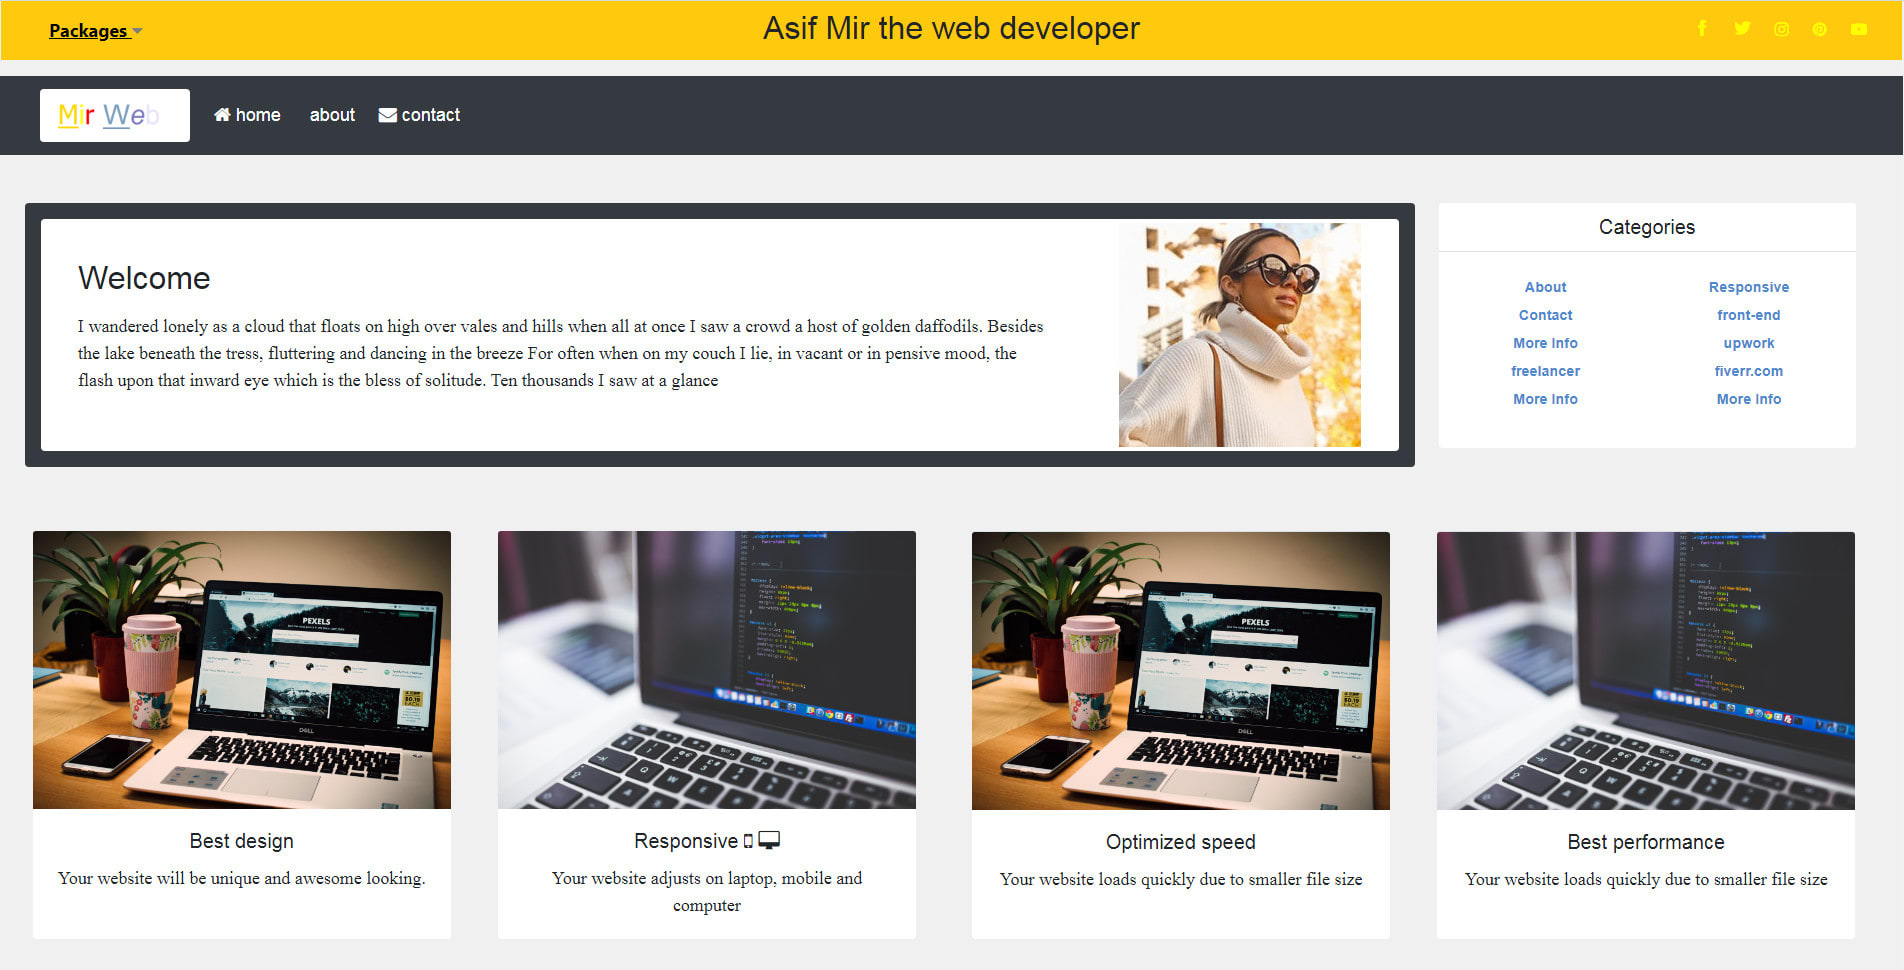 Packages
Asif Mir the web developer
Mir Web
home about contact
Welcome
I wandered lonely as a cloud that floats on high over vales and hills when all at once I saw a crowd a host of golden daffodils. Besides
the lake beneath the tress, fluttering and dancing in the breeze For often when on my couch I lie, in vacant or in pensive mood, the
flash upon that inward eye which is the bless of solitude. Ten thousands I saw at a glance
Categories
About
Contact
More Info
freelancer
More Info
Responsive
front-end
upwork
fiverr.com
More Info
PEXELS
DELL
Best design
Your website will be unique and awesome looking.
Responsive
Your website adjusts on laptop, mobile and
computer
PEXELS
DELL
Optimized speed
Your website loads quickly due to smaller file size
Best performance
Your website loads quickly due to smaller file size